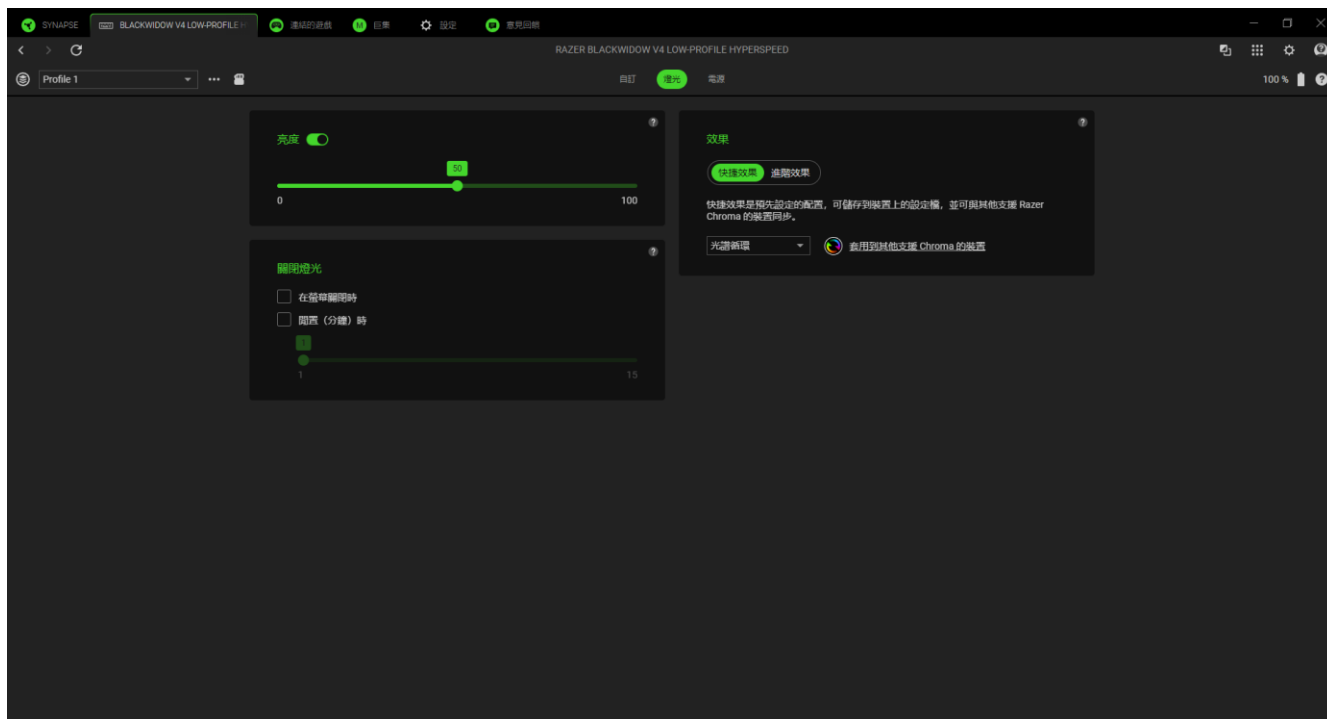 SYNAPSE
BLACKWIDOW V4 LOW-PROFILE H
連結的遊戲
M
巨集
設定
意見回饋
RAZER BLACKWIDOW V4 LOW-PROFILE HYPERSPEED
Profile 1
自訂
燈光
電源
100 %
亮度
50
0
100
關閉燈光
在螢幕關閉時
閒置（分鐘）時
1
1
15
效果
快捷效果
進階效果
快捷效果是預先設定的配置，可儲存到裝置上的設定檔，並可與其他支援 Razer
Chroma 的裝置同步。
光譜循環
套用到其他支援 Chroma 的裝置